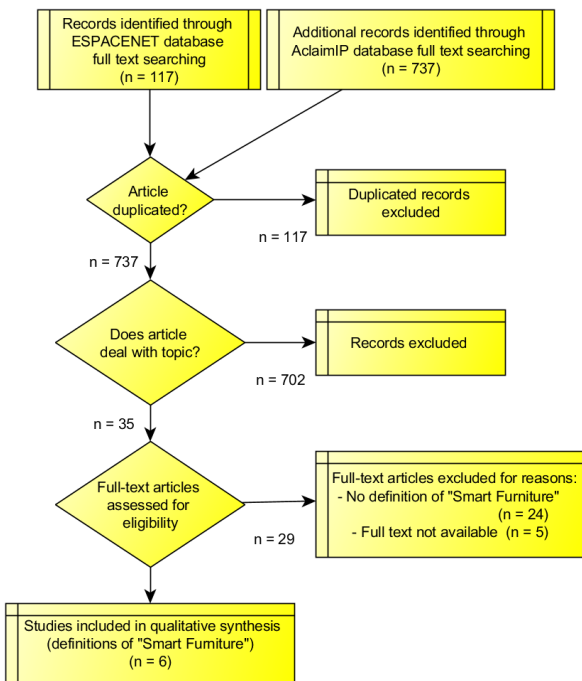 Records identified through
ESPACENET database
full text searching
(n = 117)
Additional records identified through
AclaimIP database full text searching
(n = 737)
Article
duplicated?
Duplicated records
excluded
n = 117
n = 737
Does article
deal with topic?
Records excluded
n = 702
n = 35
Full-text articles
assessed for
eligibility
Full-text articles excluded for reasons:
- No definition of "Smart Furniture"
(n = 24)
- Full text not available (n = 5)
n = 29
Studies included in qualitative synthesis
(definitions of "Smart Furniture")
(n = 6)